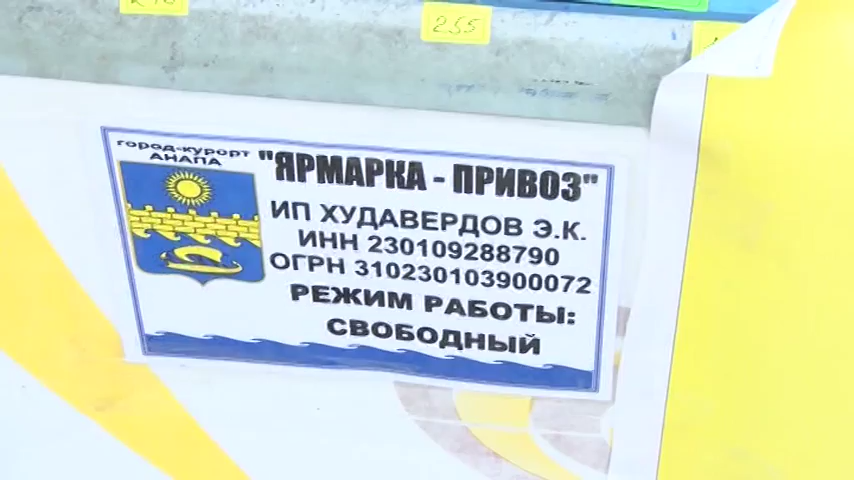 255
город-курорт
АНАПА
"ЯРМАРКА - ПРИВОЗ"
ИП ХУДАВЕРДОВ Э.К.
ИНН 230109288790
ОГРН 310230103900072
РЕЖИМ РАБОТЫ:
СВОБОДНЫЙ